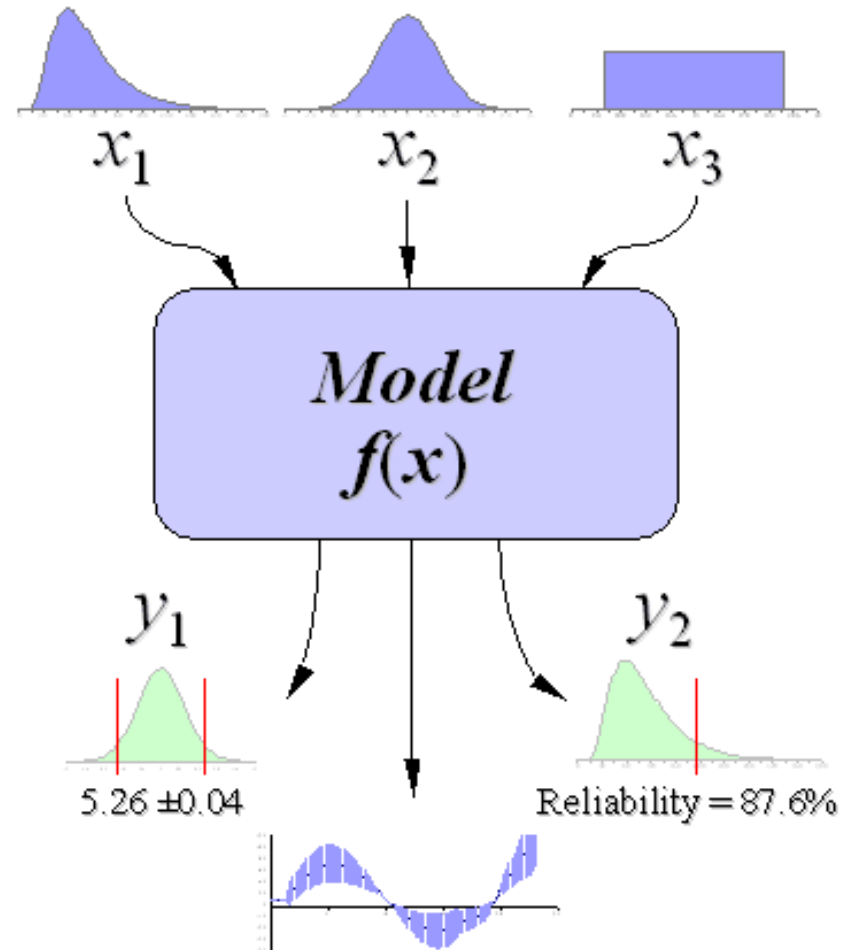 x1 x2 x3
Model
f(x)
y1 y2
5.26 ±0.04 Reliability = 87.6%